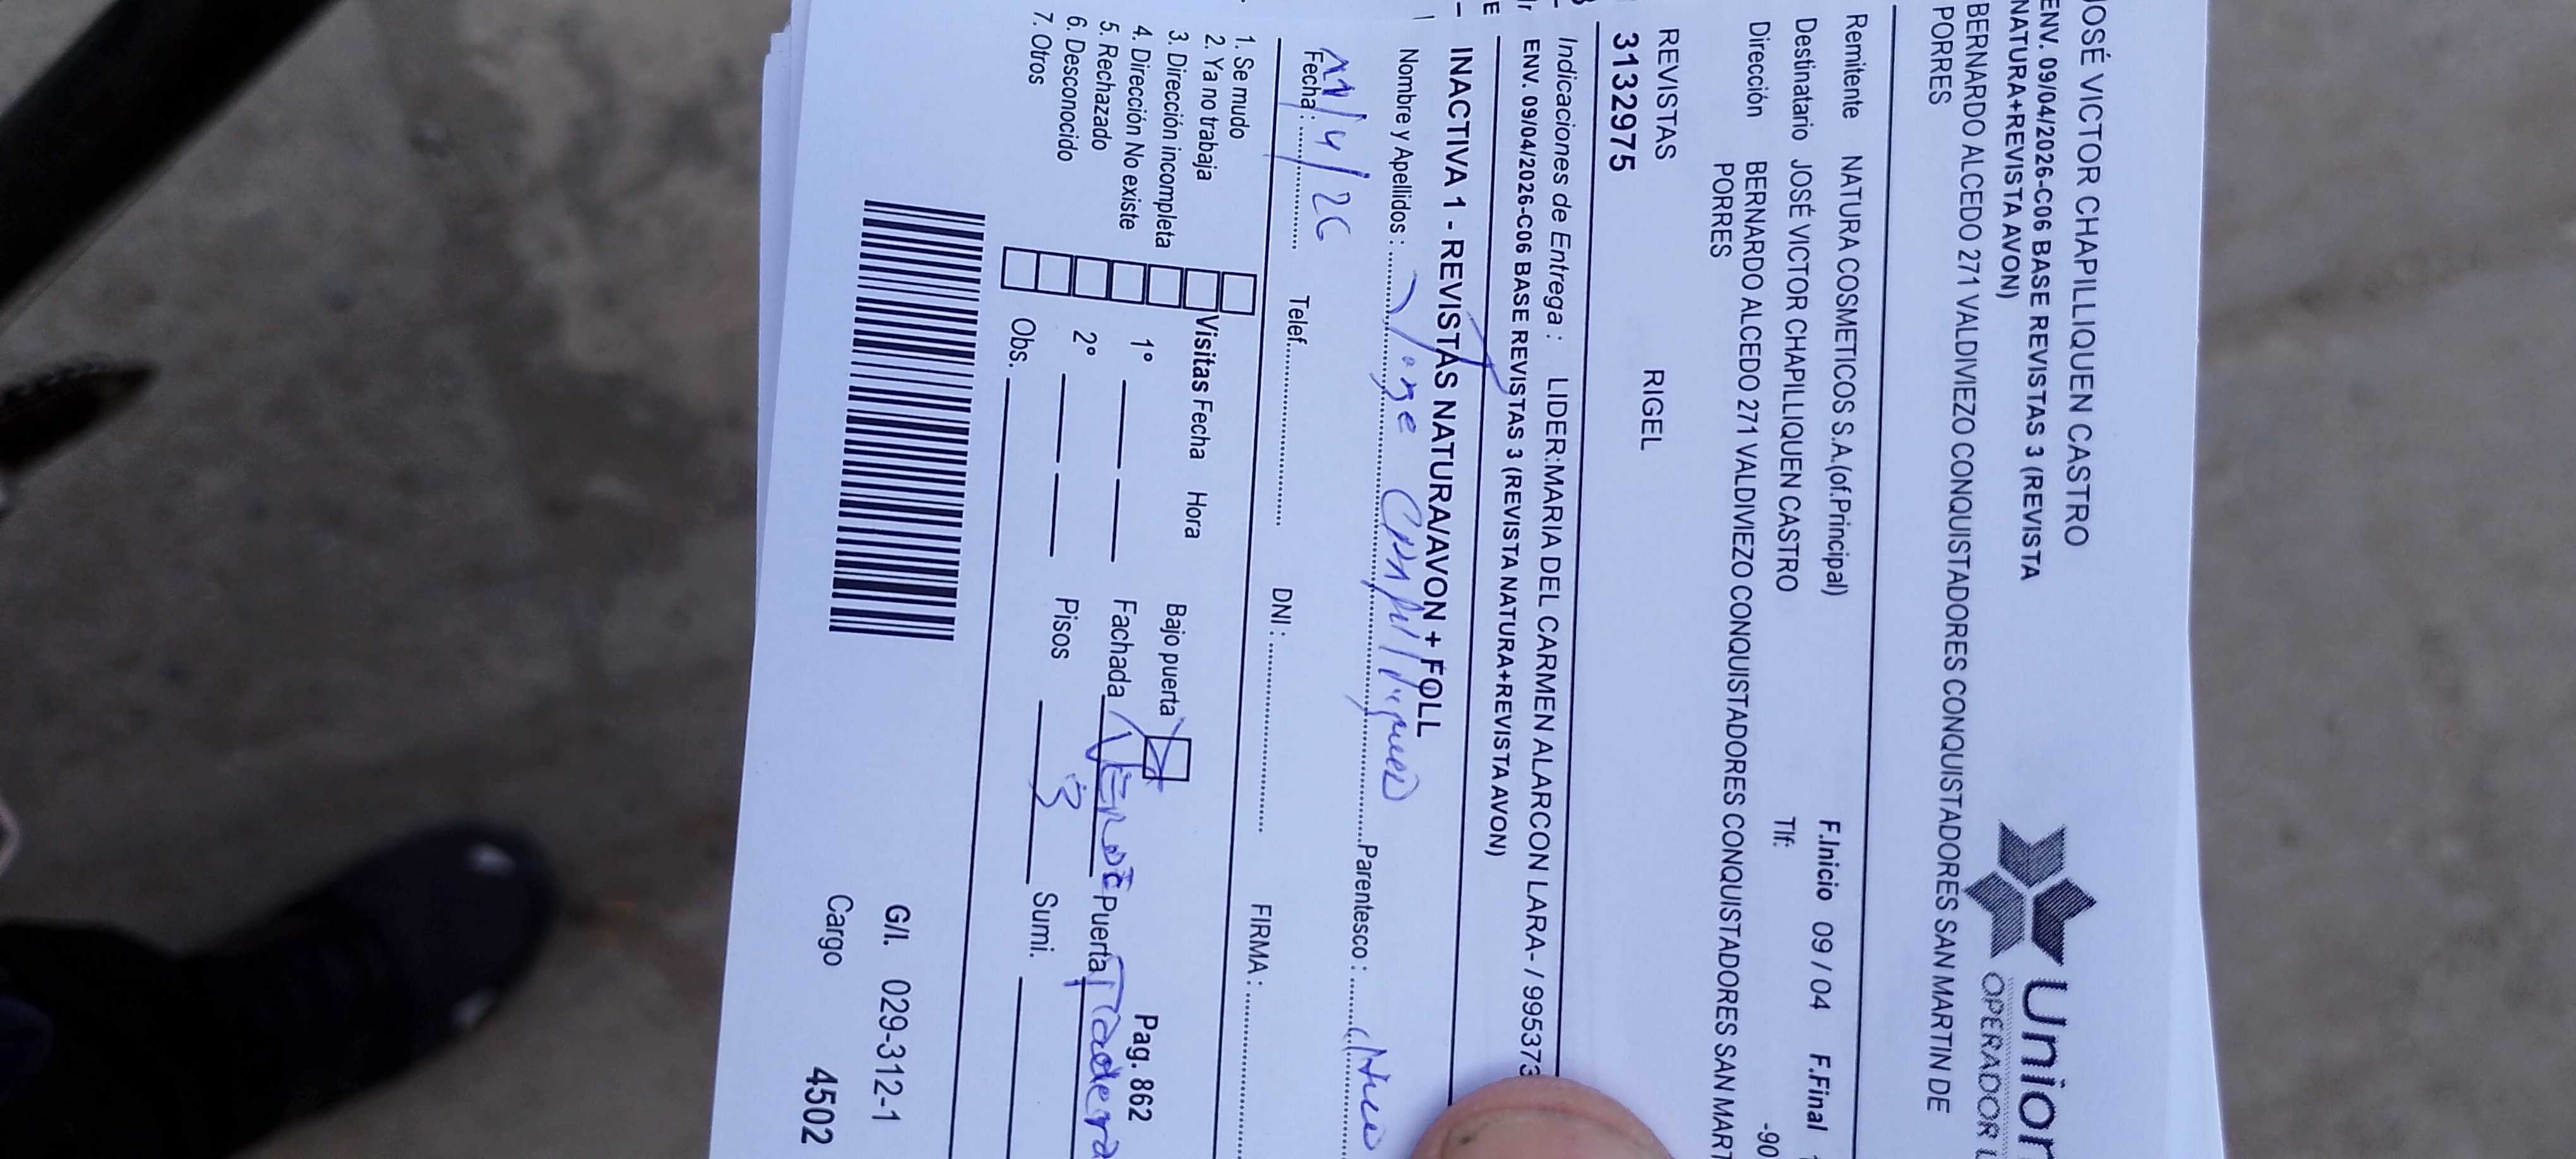 JOSÉ VICTOR CHAPILLIQUEN CASTRO
ENV. 09/04/2026-C06 BASE REVISTAS 3 (REVISTA
NATURA+REVISTA AVON)
BERNARDO ALCEDO 271 VALDIVIEZO CONQUISTADORES CONQUISTADORES SAN MARTIN DE
PORRES
Union
OPERADOR L
Remitente NATURA COSMETICOS S.A.(of.Principal) F.Inicio 09 / 04 F.Final
Destinatario JOSÉ VICTOR CHAPILLIQUEN CASTRO Tlf:
Dirección BERNARDO ALCEDO 271 VALDIVIEZO CONQUISTADORES CONQUISTADORES SAN MART
PORRES
-90
REVISTAS RIGEL
3132975
Indicaciones de Entrega : LIDER:MARIA DEL CARMEN ALARCON LARA- / 995373
ENV. 09/04/2026-C06 BASE REVISTAS 3 (REVISTA NATURA+REVISTA AVON)
INACTIVA 1 - REVISTAS NATURA/AVON + FOLL
Nombre y Apellidos : Parentesco :
11/4/26
Fecha : Telef. DNI : FIRMA :
1. Se mudo
2. Ya no trabaja
3. Dirección incompleta
4. Dirección No existe
5. Rechazado
6. Desconocido
7. Otros
Visitas Fecha Hora
1°
2°
Obs.
Bajo puerta
Fachada VERDE Puerta Madera
Pisos 3 Sumi.
Pag. 862
G/I. 029-312-1
Cargo 4502